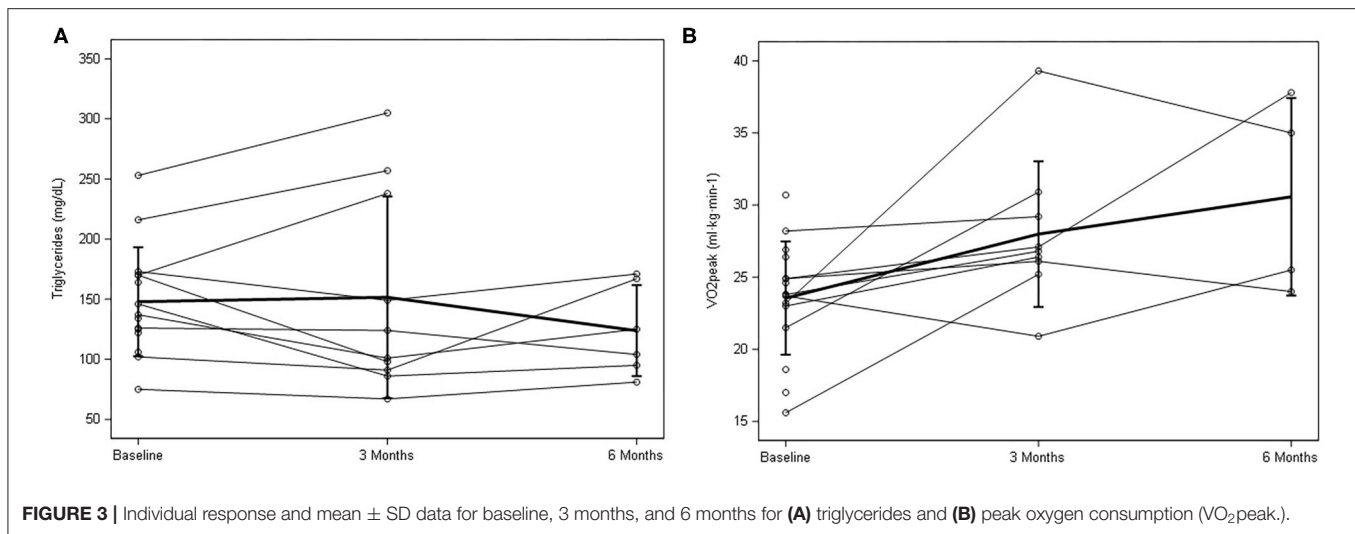 A
350
300
250
200
150
100
50
Triglycerides (mg/dL)
Baseline 3 Months 6 Months
B
40
35
30
25
20
15
VO2peak (ml·kg·min-1)
Baseline 3 Months 6 Months
FIGURE 3 | Individual response and mean ± SD data for baseline, 3 months, and 6 months for (A) triglycerides and (B) peak oxygen consumption (VO₂peak.).